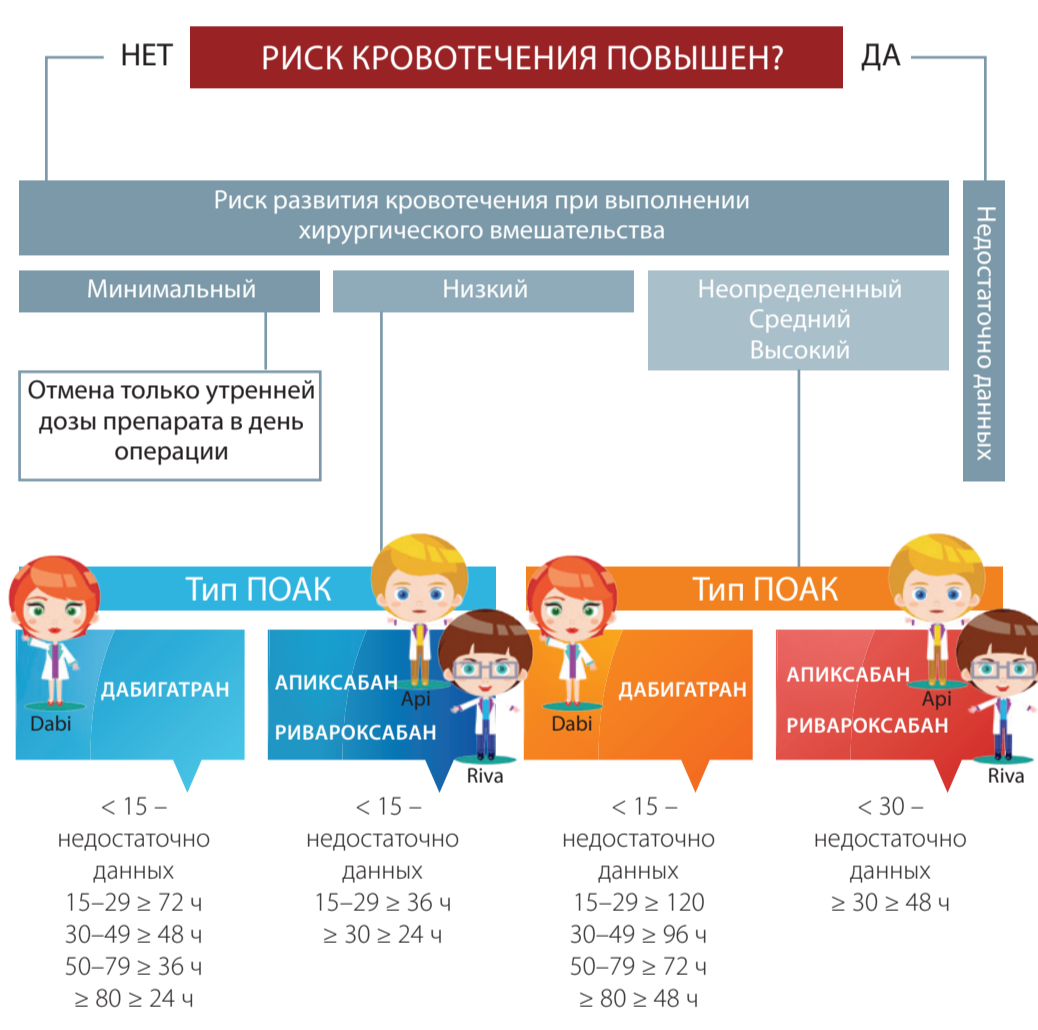 НЕТ
РИСК КРОВОТЕЧЕНИЯ ПОВЫШЕН?
ДА
Риск развития кровотечения при выполнении
хирургического вмешательства
Недостаточно данных
Минимальный
Низкий
Неопределенный
Средний
Высокий
Отмена только утренней
дозы препарата в день
операции
Тип ПОАК
Dabi
ДАБИГАТРАН
АПИКСАБАН
Api
РИВАРОКСАБАН
Riva
< 15 –
недостаточно
данных
15–29 ≥ 72 ч
30–49 ≥ 48 ч
50–79 ≥ 36 ч
≥ 80 ≥ 24 ч
< 15 –
недостаточно
данных
15–29 ≥ 36 ч
≥ 30 ≥ 24 ч
Тип ПОАК
Dabi
ДАБИГАТРАН
АПИКСАБАН
Api
РИВАРОКСАБАН
Riva
< 15 –
недостаточно
данных
15–29 ≥ 120
30–49 ≥ 96 ч
50–79 ≥ 72 ч
≥ 80 ≥ 48 ч
< 30 –
недостаточно
данных
≥ 30 ≥ 48 ч